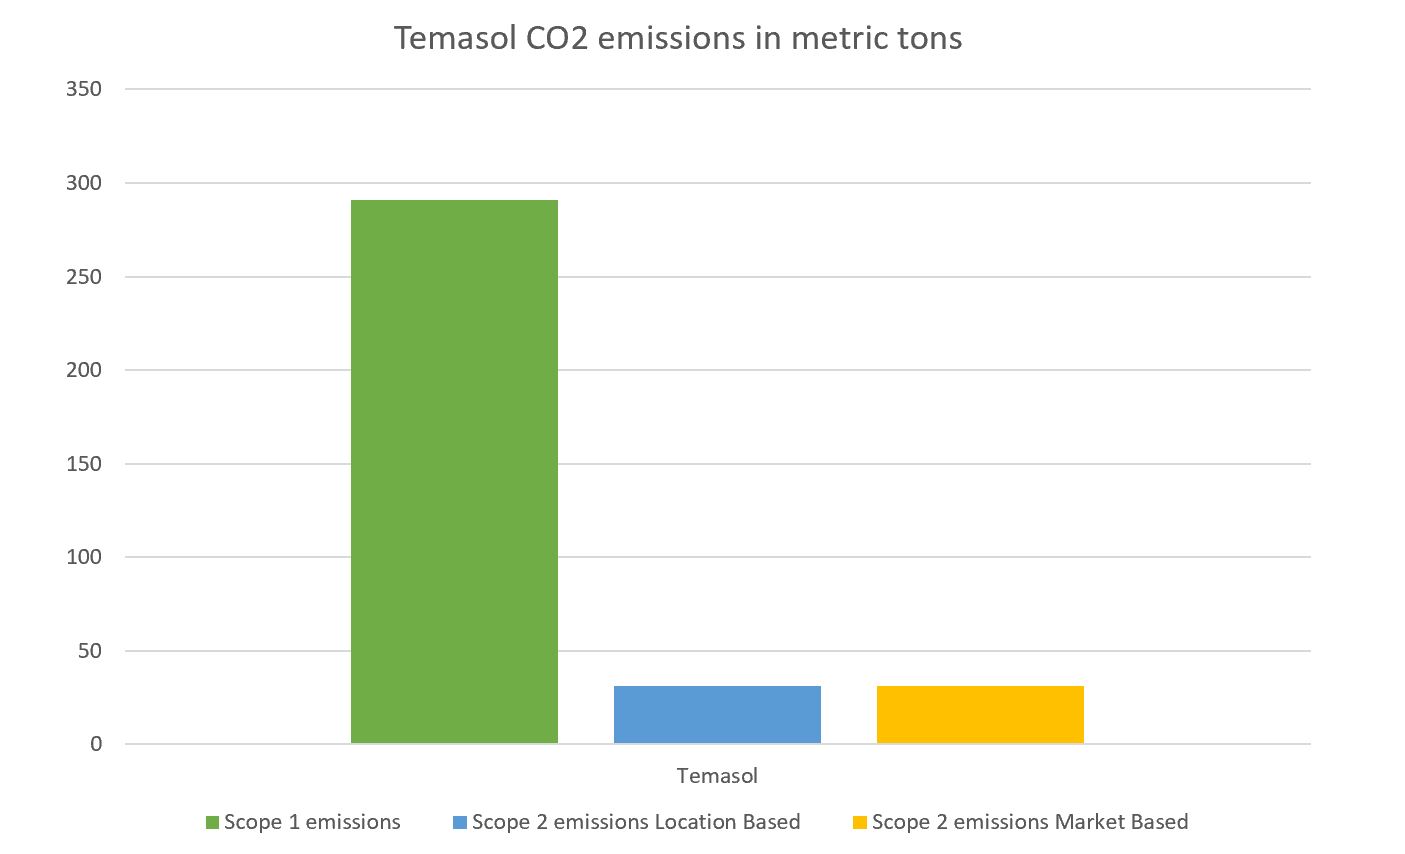 Temasol CO2 emissions in metric tons
350
300
250
200
150
100
50
0
Temasol
Scope 1 emissions
Scope 2 emissions Location Based
Scope 2 emissions Market Based